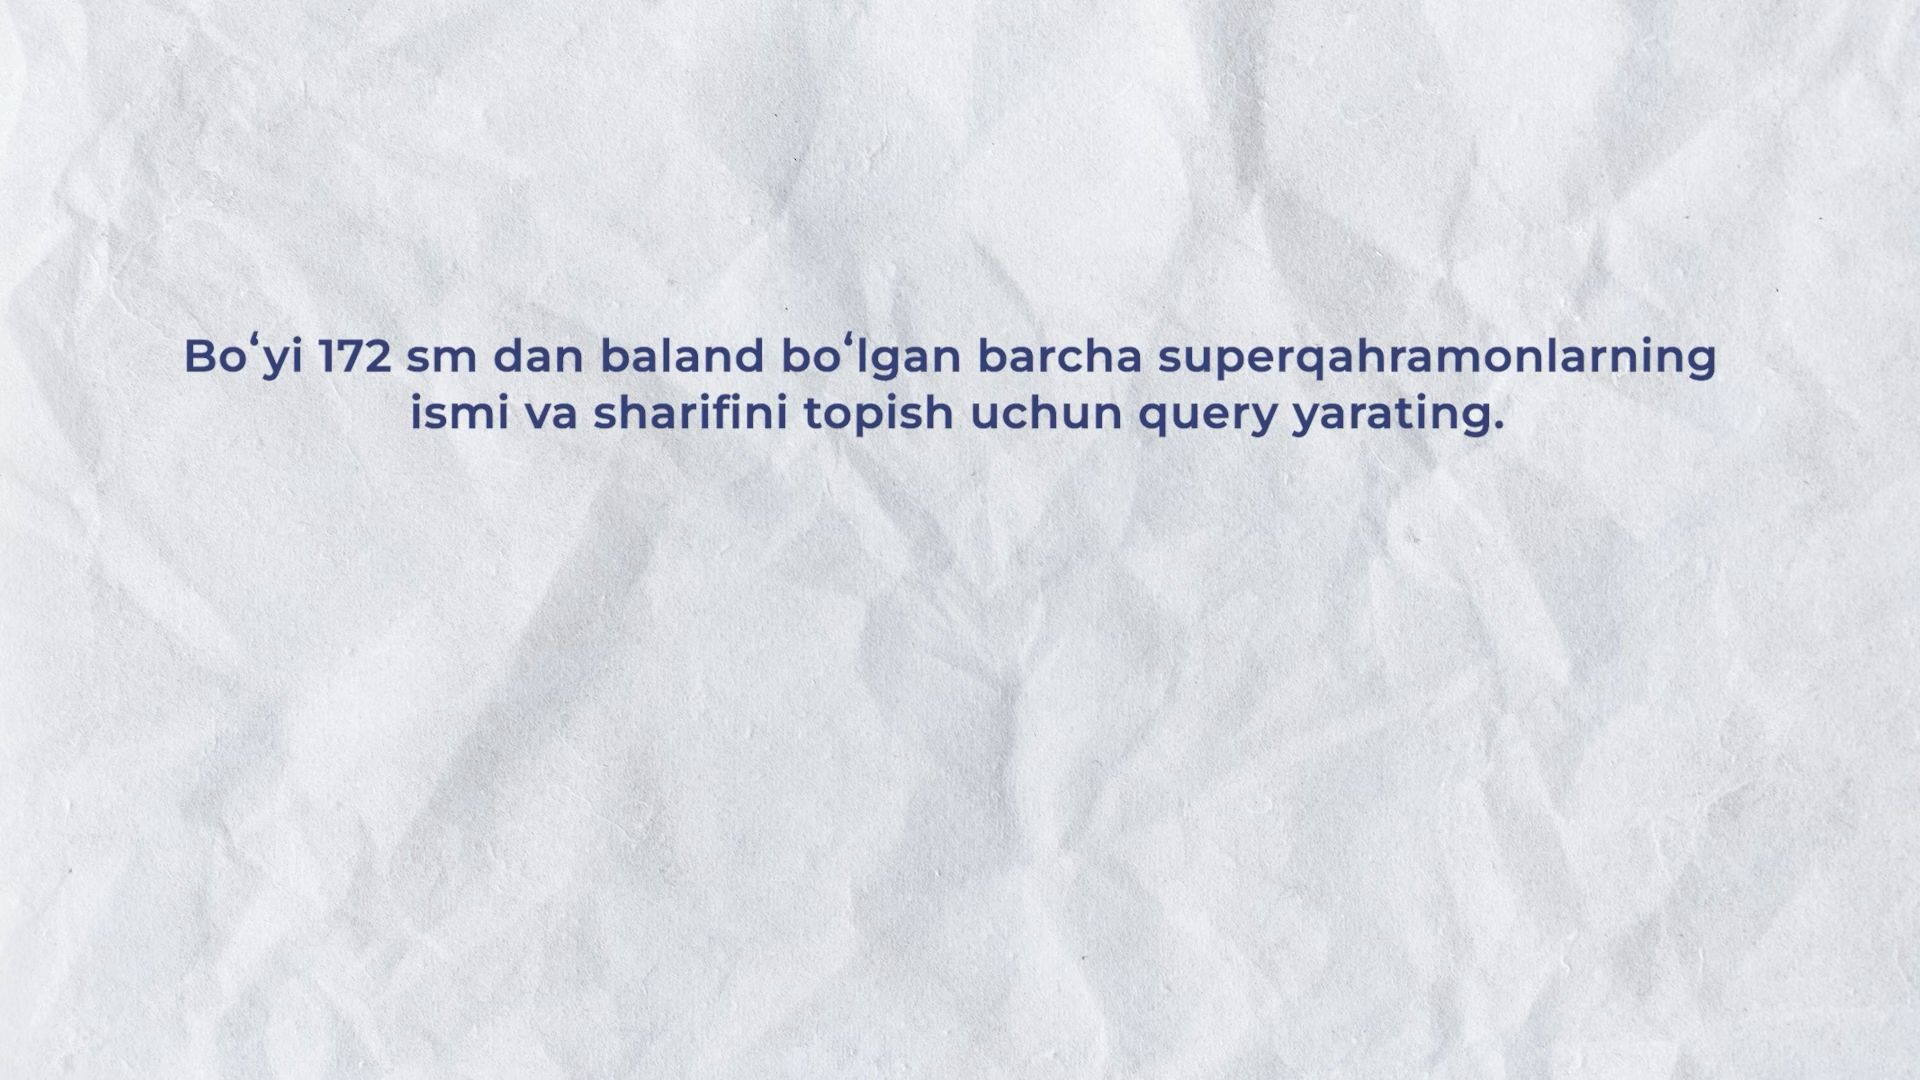 Boʻyi 172 sm dan baland boʻlgan barcha superqahramonlarning
ismi va sharifini topish uchun query yarating.